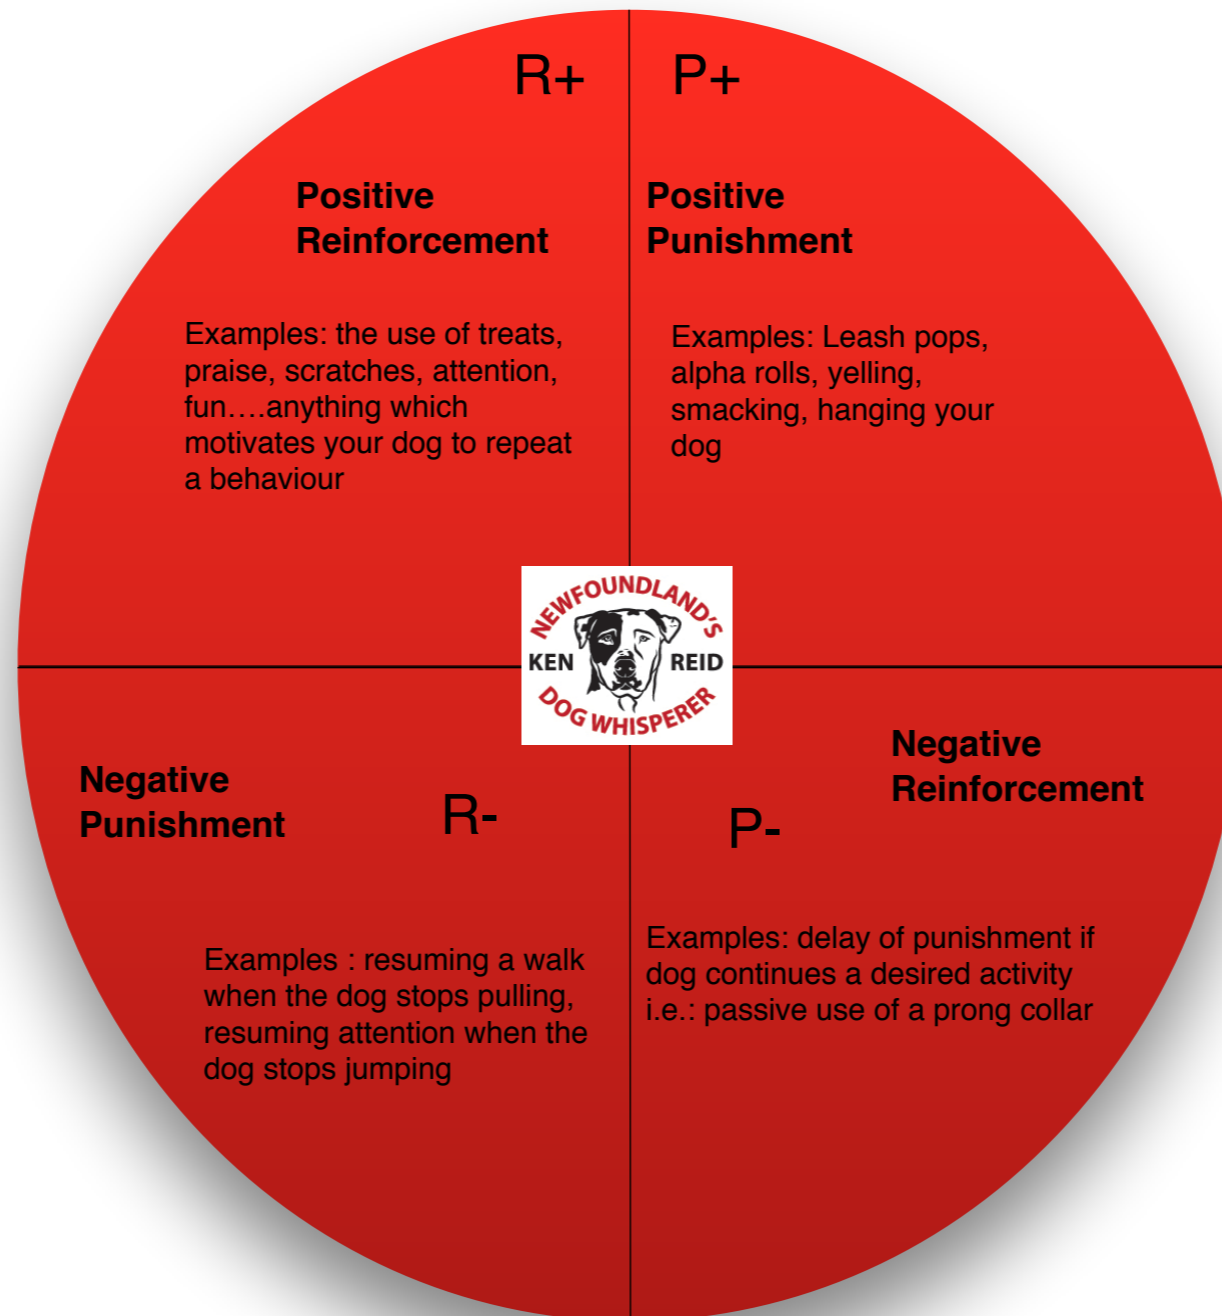 R+
Positive
Reinforcement
Examples: the use of treats,
praise, scratches, attention,
fun....anything which
motivates your dog to repeat
a behaviour
P+
Positive
Punishment
Examples: Leash pops,
alpha rolls, yelling,
smacking, hanging your
dog
NEWFOUNDLAND'S
KEN REID
DOG WHISPERER
Negative
Punishment
R-
Examples : resuming a walk
when the dog stops pulling,
resuming attention when the
dog stops jumping
Negative
Reinforcement
P-
Examples: delay of punishment if
dog continues a desired activity
i.e.: passive use of a prong collar